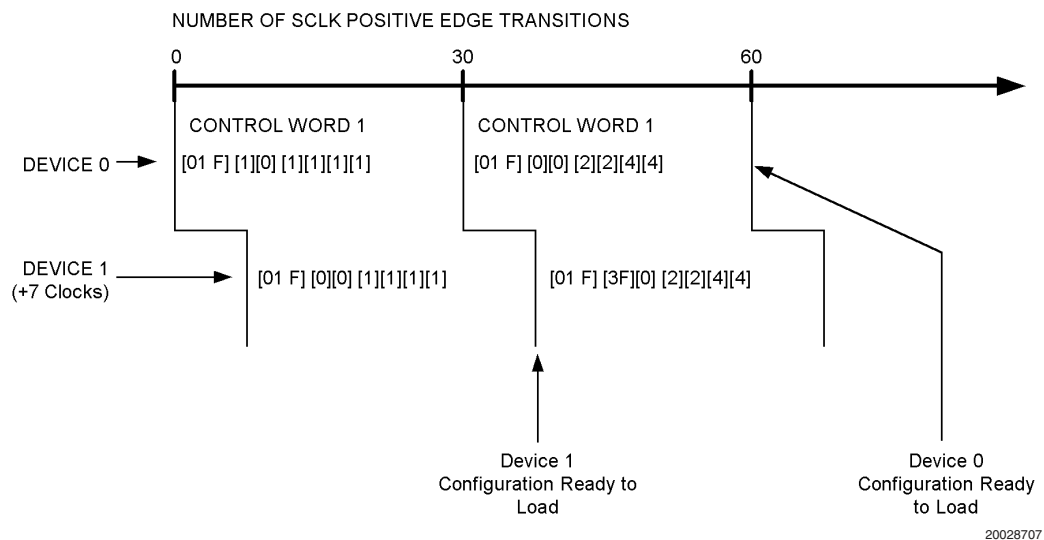 NUMBER OF SCLK POSITIVE EDGE TRANSITIONS
0 30 60
CONTROL WORD 1 CONTROL WORD 1
DEVICE 0 [01 F] [1][0] [1][1][1][1] [01 F] [0][0] [2][2][4][4]
DEVICE 1
(+7 Clocks)
[01 F] [0][0] [1][1][1][1] [01 F] [3F][0] [2][2][4][4]
Device 1
Configuration Ready to
Load
Device 0
Configuration Ready
to Load
20028707